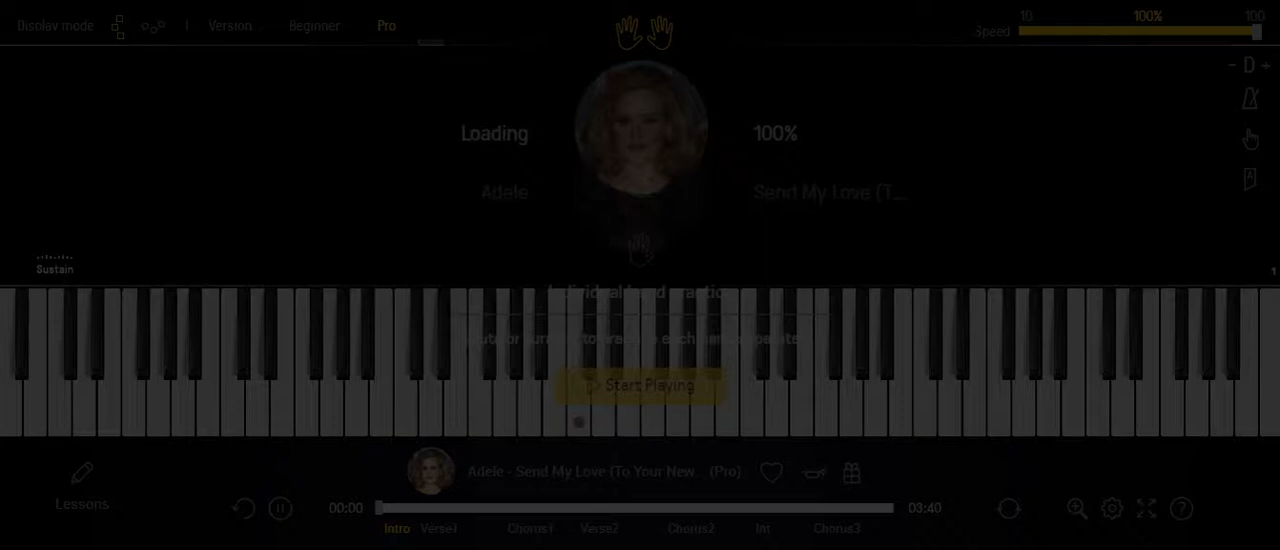 Display mode Version Beginner Pro
10 100% 100
Speed
- D +
Loading 100%
Adele Send My Love (T...
A
Sustain
1
Start Playing
Adele - Send My Love (To Your New... (Pro)
Lessons
00:00 03:40
Intro Verse1 Chorus1 Verse2 Chorus2 Int Chorus3
?